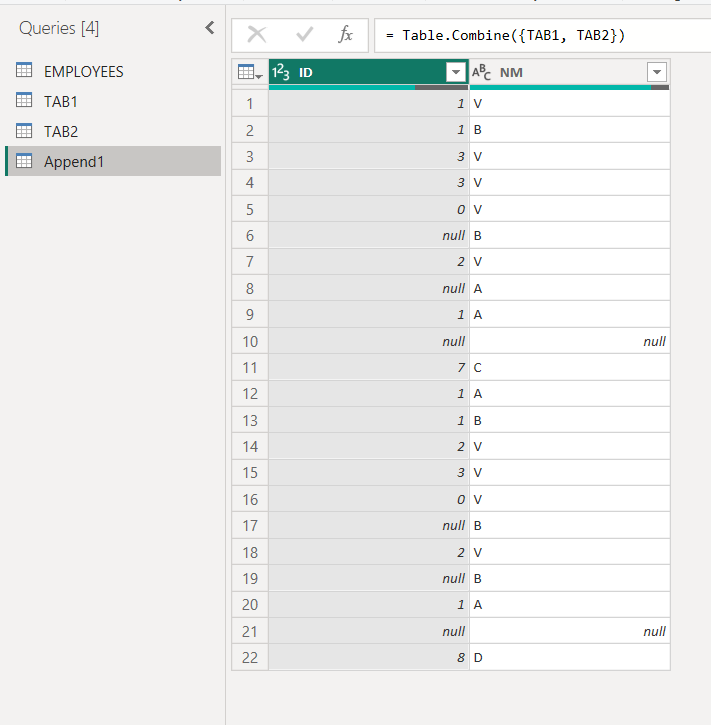 Queries [4]
fx = Table.Combine({TAB1, TAB2})
EMPLOYEES
TAB1
TAB2
Append1
123 ID ABC NM
1 1 V
2 1 B
3 3 V
4 3 V
5 0 V
6 null B
7 2 V
8 null A
9 1 A
10 null null
11 7 C
12 1 A
13 1 B
14 2 V
15 3 V
16 0 V
17 null B
18 2 V
19 null B
20 1 A
21 null null
22 8 D